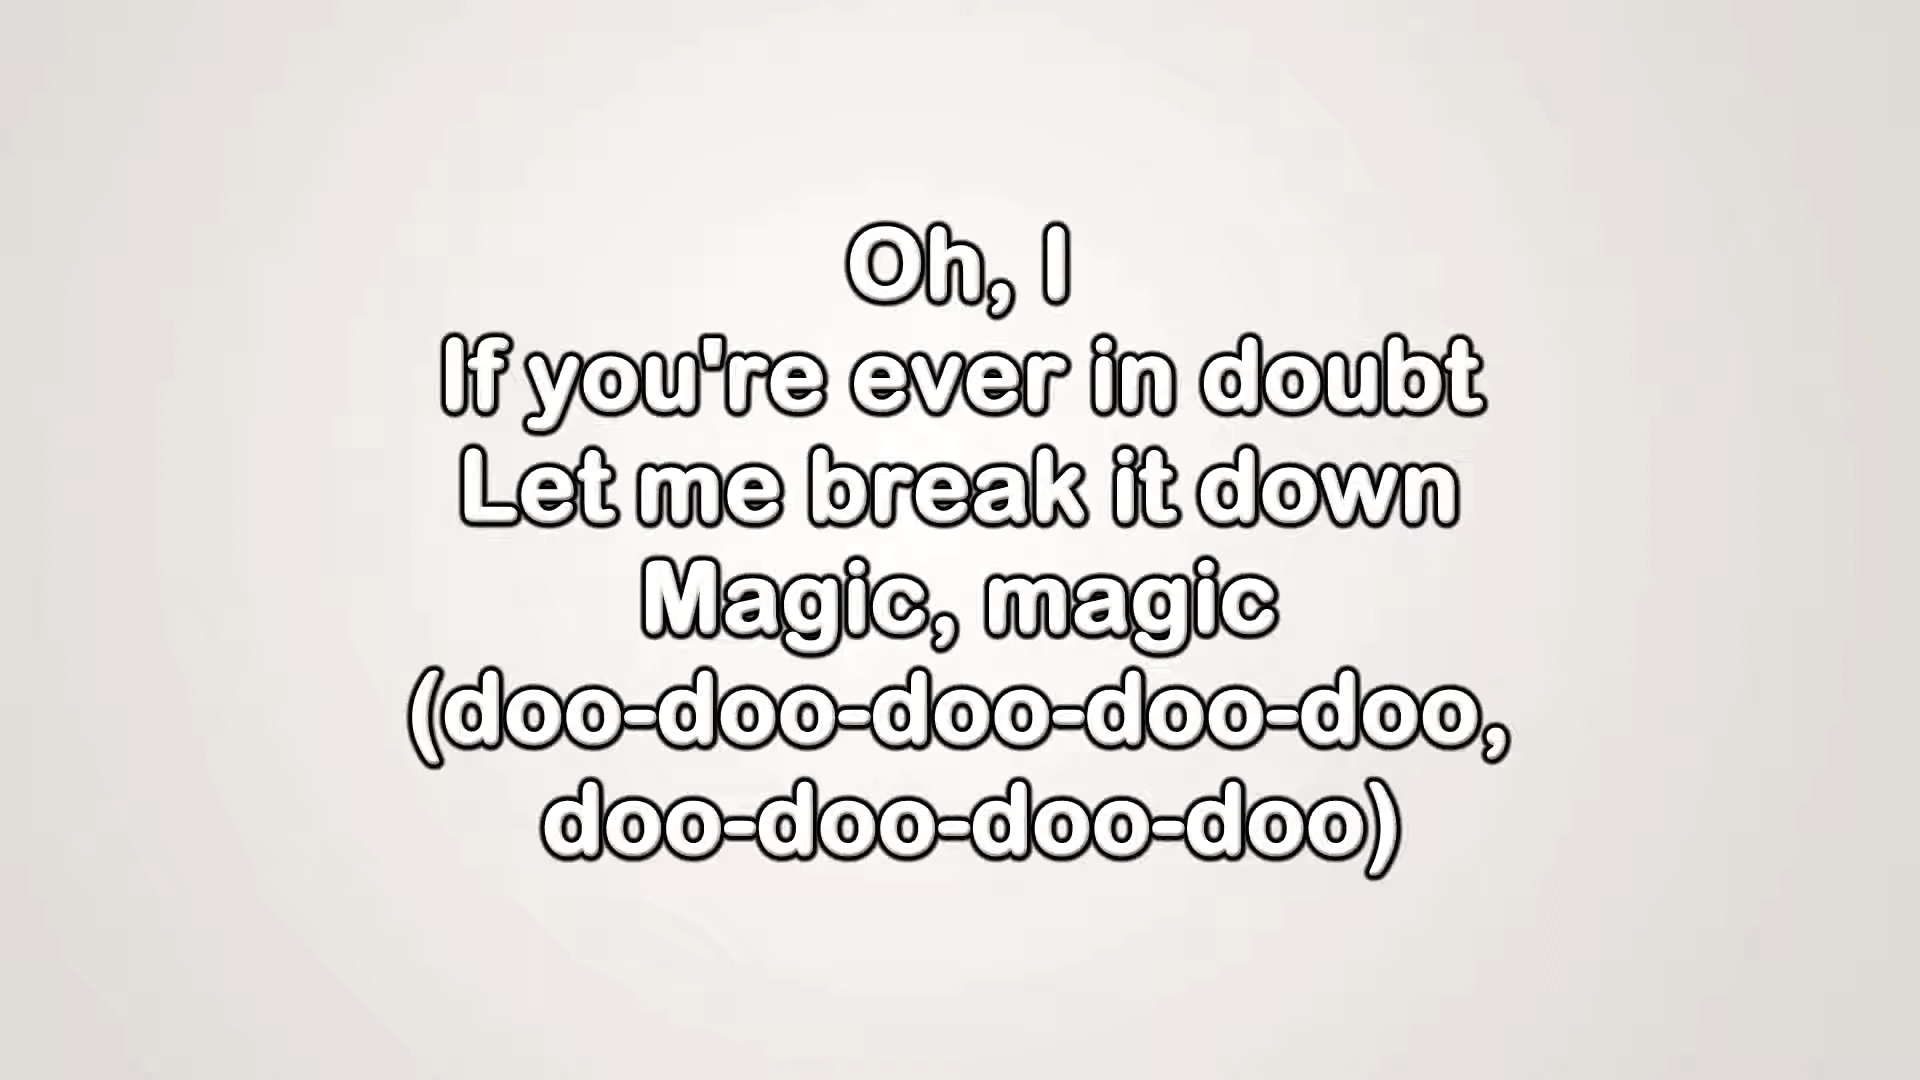 Oh, I
If you're ever in doubt
Let me break it down
Magic, magic
(doo-doo-doo-doo-doo,
doo-doo-doo-doo)